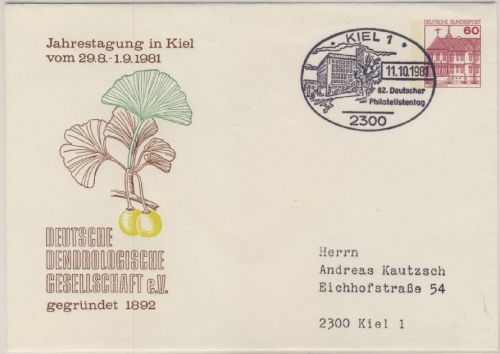 Jahrestagung in Kiel
vom 29.8.-1.9.1981
KIEL 1
11.10.1981
82. Deutscher
Philatelistentag
2300
DEUTSCHE BUNDESPOST
60
DEUTSCHE
DENDROLOGISCHE
GESELLSCHAFT e.V.
gegründet 1892
Herrn
Andreas Kautzsch
Eichhofstraße 54
2300 Kiel 1